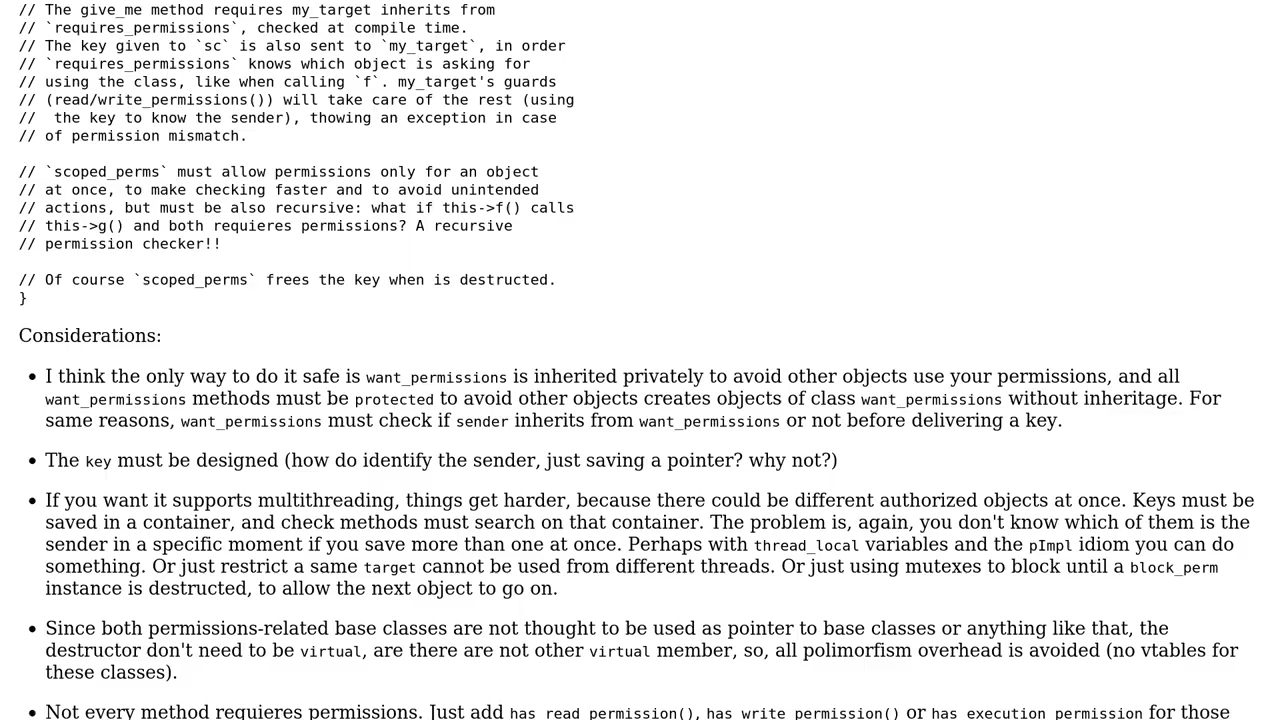 // The give_me method requires my_target inherits from
// `requires_permissions`, checked at compile time.
// The key given to `sc` is also sent to `my_target`, in order
// `requires_permissions` knows which object is asking for
// using the class, like when calling `f`. my_target's guards
// (read/write_permissions()) will take care of the rest (using
//  the key to know the sender), thowing an exception in case
// of permission mismatch.
// `scoped_perms` must allow permissions only for an object
// at once, to make checking faster and to avoid unintended
// actions, but must be also recursive: what if this->f() calls
// this->g() and both requieres permissions? A recursive
// permission checker!!
// Of course `scoped_perms` frees the key when is destructed.
}
Considerations:
• I think the only way to do it safe is want_permissions is inherited privately to avoid other objects use your permissions, and all
want_permissions methods must be protected to avoid other objects creates objects of class want_permissions without inheritage. For
same reasons, want_permissions must check if sender inherits from want_permissions or not before delivering a key.
• The key must be designed (how do identify the sender, just saving a pointer? why not?)
• If you want it supports multithreading, things get harder, because there could be different authorized objects at once. Keys must be
saved in a container, and check methods must search on that container. The problem is, again, you don't know which of them is the
sender in a specific moment if you save more than one at once. Perhaps with thread_local variables and the pImpl idiom you can do
something. Or just restrict a same target cannot be used from different threads. Or just using mutexes to block until a block_perm
instance is destructed, to allow the next object to go on.
• Since both permissions-related base classes are not thought to be used as pointer to base classes or anything like that, the
destructor don't need to be virtual, are there are not other virtual member, so, all polimorfism overhead is avoided (no vtables for
these classes).
• Not every method requieres permissions. Just add has_read_permission(), has_write_permission() or has_execution_permission for those